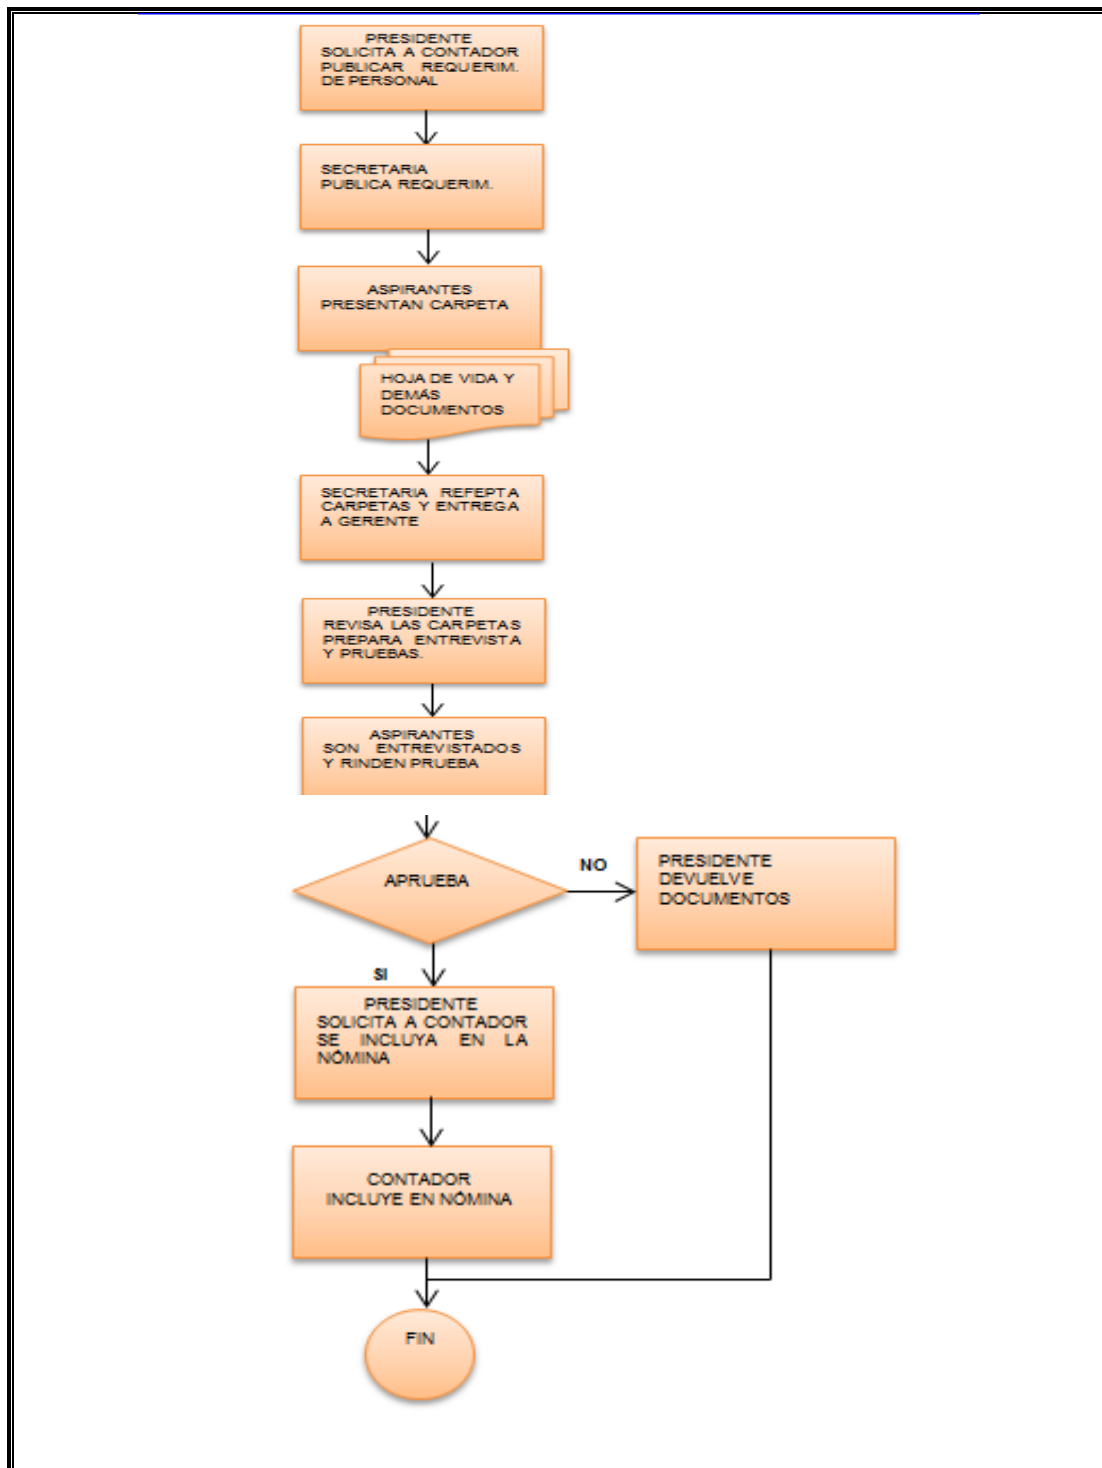 PRESIDENTE
SOLICITA A CONTADOR
PUBLICAR REQUERIM.
DE PERSONAL
SECRETARIA
PUBLICA REQUERIM.
ASPIRANTES
PRESENTAN CARPETA
HOJA DE VIDA Y
DEMÁS
DOCUMENTOS
SECRETARIA REFEPTA
CARPETAS Y ENTREGA
A GERENTE
PRESIDENTE
REVISA LAS CARPETAS
PREPARA ENTREVISTA
Y PRUEBAS.
ASPIRANTES
SON ENTREVISTADOS
Y RINDEN PRUEBA
APRUEBA
NO
PRESIDENTE
DEVUELVE
DOCUMENTOS
SI
PRESIDENTE
SOLICITA A CONTADOR
SE INCLUYA EN LA
NÓMINA
CONTADOR
INCLUYE EN NÓMINA
FIN